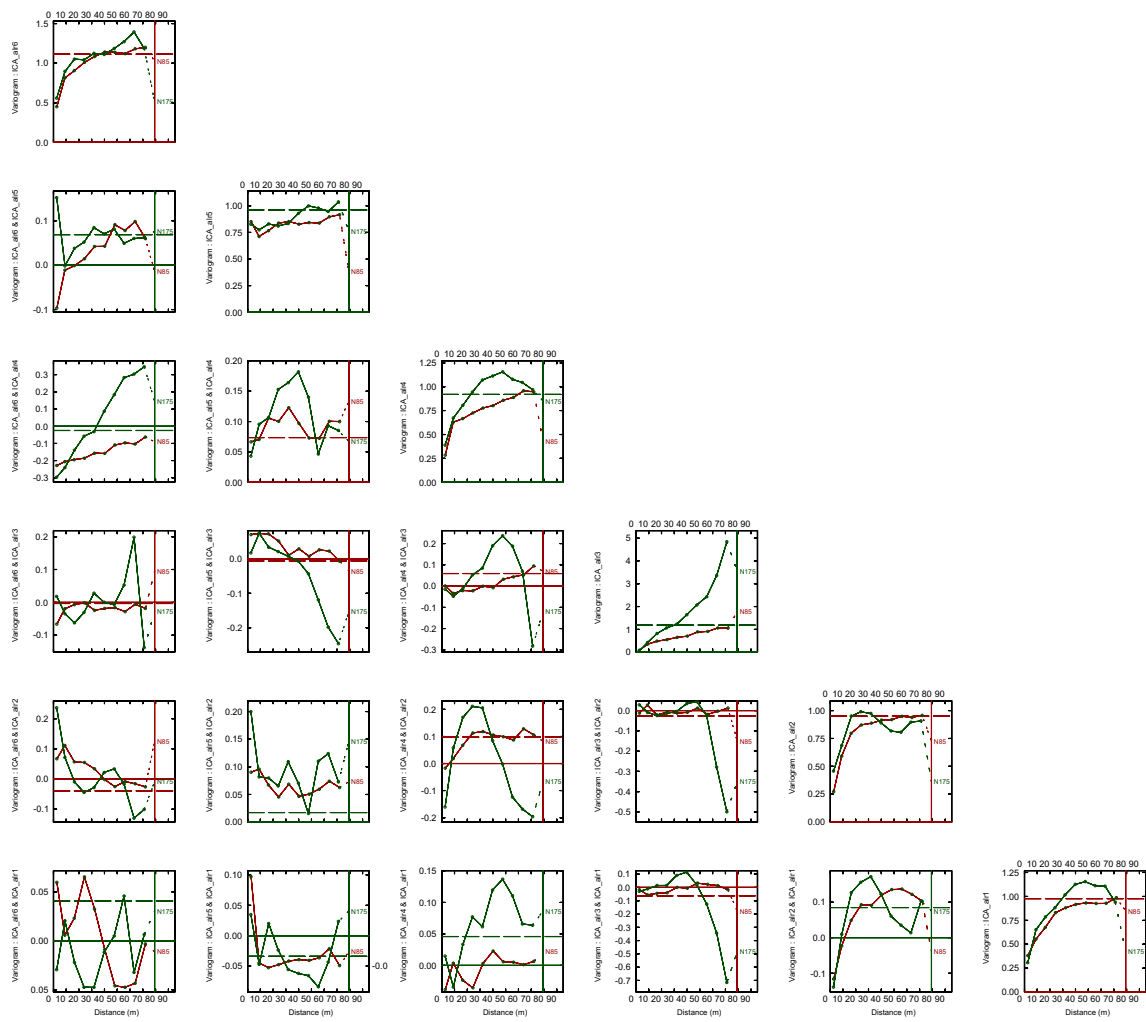 0 10 20 30 40 50 60 70 80 90
1.5
1.0
0.5
0.0
Variogram : ICA_alr6
N85
N175
0.1
0.0
-0.1
Variogram : ICA_alr6 & ICA_alr5
N175
N85
0 10 20 30 40 50 60 70 80 90
1.00
0.75
0.50
0.25
0.00
Variogram : ICA_alr5
N175
N85
0.3
0.2
0.1
0.0
-0.1
-0.2
-0.3
Variogram : ICA_alr6 & ICA_alr4
N175
N85
0.20
0.15
0.10
0.05
0.00
Variogram : ICA_alr5 & ICA_alr4
N85
N175
0 10 20 30 40 50 60 70 80 90
1.25
1.00
0.75
0.50
0.25
0.00
Variogram : ICA_alr4
N175
N85
0.2
0.1
0.0
-0.1
Variogram : ICA_alr6 & ICA_alr3
N85
N175
0.0
-0.1
-0.2
Variogram : ICA_alr5 & ICA_alr3
N85
N175
0.2
0.1
0.0
-0.1
-0.2
-0.3
Variogram : ICA_alr4 & ICA_alr3
N85
N175
0 10 20 30 40 50 60 70 80 90
5
4
3
2
1
0
Variogram : ICA_alr3
N175
N85
0.2
0.1
0.0
-0.1
Variogram : ICA_alr6 & ICA_alr2
N85
N175
0.20
0.15
0.10
0.05
0.00
Variogram : ICA_alr5 & ICA_alr2
N175
N85
0.2
0.1
0.0
-0.1
-0.2
Variogram : ICA_alr4 & ICA_alr2
N85
N175
0.0
-0.1
-0.2
-0.3
-0.4
-0.5
Variogram : ICA_alr3 & ICA_alr2
N85
N175
0 10 20 30 40 50 60 70 80 90
1.00
0.75
0.50
0.25
0.00
Variogram : ICA_alr2
N85
N175
0.05
0.00
0.05
Variogram : ICA_alr6 & ICA_alr1
N175
N85
0 10 20 30 40 50 60 70 80 90
Distance (m)
0.10
0.05
0.00
-0.05
Variogram : ICA_alr5 & ICA_alr1
N175
N85
0 10 20 30 40 50 60 70 80 90
Distance (m)
0.15
0.10
0.05
0.00
-0.0
Variogram : ICA_alr4 & ICA_alr1
N175
N85
0 10 20 30 40 50 60 70 80 90
Distance (m)
0.1
0.0
-0.1
-0.2
-0.3
-0.4
-0.5
-0.6
-0.7
Variogram : ICA_alr3 & ICA_alr1
N85
N175
0 10 20 30 40 50 60 70 80 90
Distance (m)
0.1
0.0
-0.1
Variogram : ICA_alr2 & ICA_alr1
N175
N85
0 10 20 30 40 50 60 70 80 90
Distance (m)
0 10 20 30 40 50 60 70 80 90
1.25
1.00
0.75
0.50
0.25
0.00
Variogram : ICA_alr1
N85
N175
0 10 20 30 40 50 60 70 80 90
Distance (m)